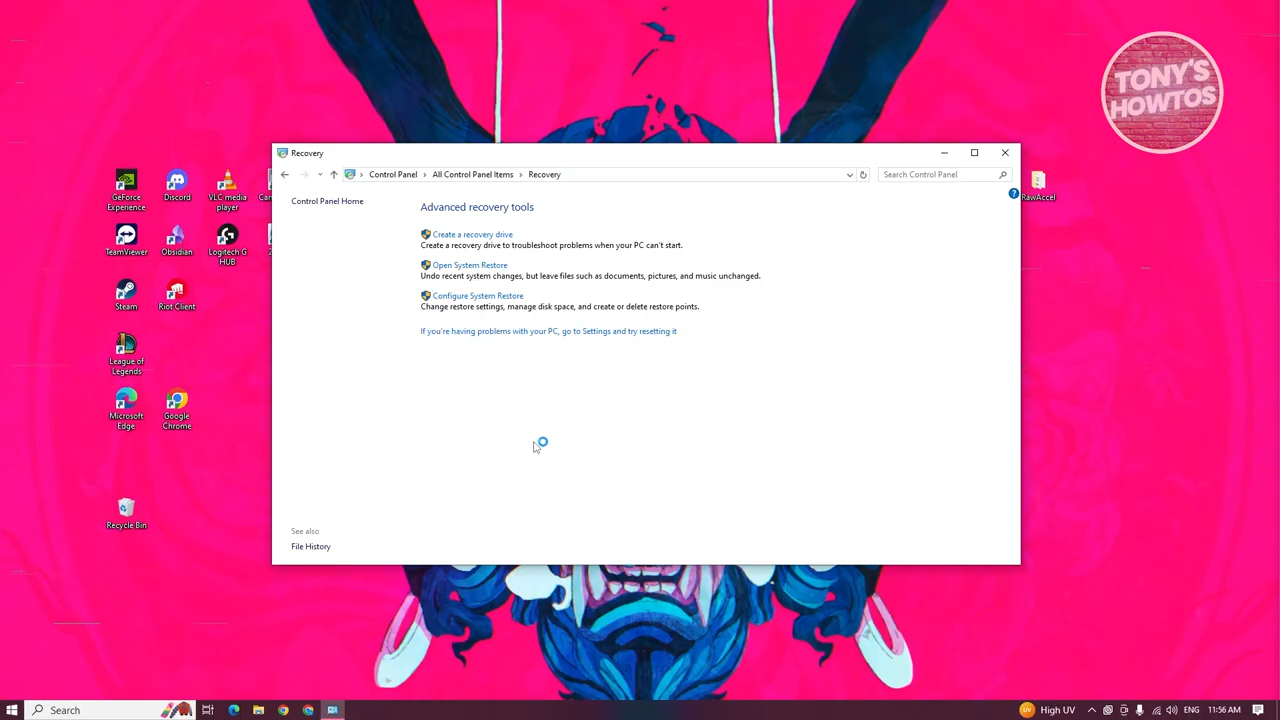 TONY'S
HOWTOS
Recovery
Control Panel
All Control Panel Items
Recovery
Search Control Panel
Control Panel Home
Advanced recovery tools
Create a recovery drive
Create a recovery drive to troubleshoot problems when your PC can't start.
Open System Restore
Undo recent system changes, but leave files such as documents, pictures, and music unchanged.
Configure System Restore
Change restore settings, manage disk space, and create or delete restore points.
If you're having problems with your PC, go to Settings and try resetting it
See also
File History
GeForce
Experience
Discord
VLC media
player
TeamViewer
Obsidian
Logitech G
HUB
Steam
Riot Client
League of
Legends
Microsoft
Edge
Google
Chrome
Recycle Bin
RawAccel
Search
High UV
ENG
11:56 AM